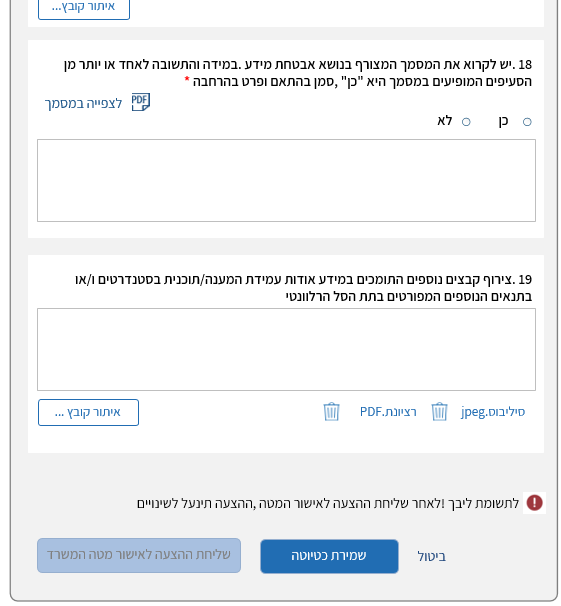 איתור קובץ...
18. יש לקרוא את המסמך המצורף בנושא אבטחת מידע. במידה והתשובה לאחד או יותר מן
הסעיפים המופיעים במסמך היא "כן", סמן בהתאם ופרט בהרחבה *
PDF לצפייה במסמך
כן לא
19. צירוף קבצים נוספים התומכים במידע אודות עמידת המענה/תוכנית בסטנדרטים ו/או
בתנאים הנוספים המפורטים בתת הסל הרלוונטי
סיליבוס.jpeg רציונת.PDF איתור קובץ ...
לתשומת ליבך !לאחר שליחת ההצעה לאישור המטה, ההצעה תינעל לשינויים
ביטול שמירת כטיוטה שליחת ההצעה לאישור מטה המשרד